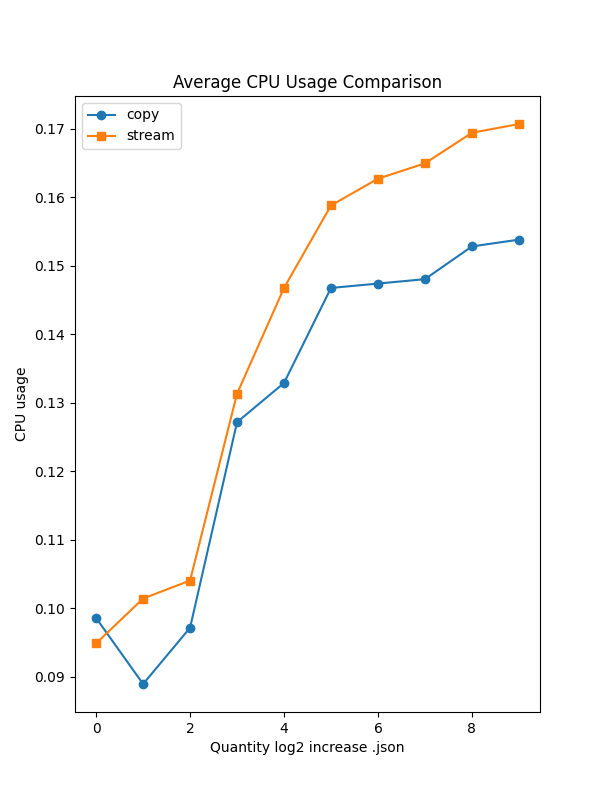 Average CPU Usage Comparison
copy
stream
0.17
0.16
0.15
0.14
0.13
0.12
0.11
0.10
0.09
CPU usage
0 2 4 6 8
Quantity log2 increase .json